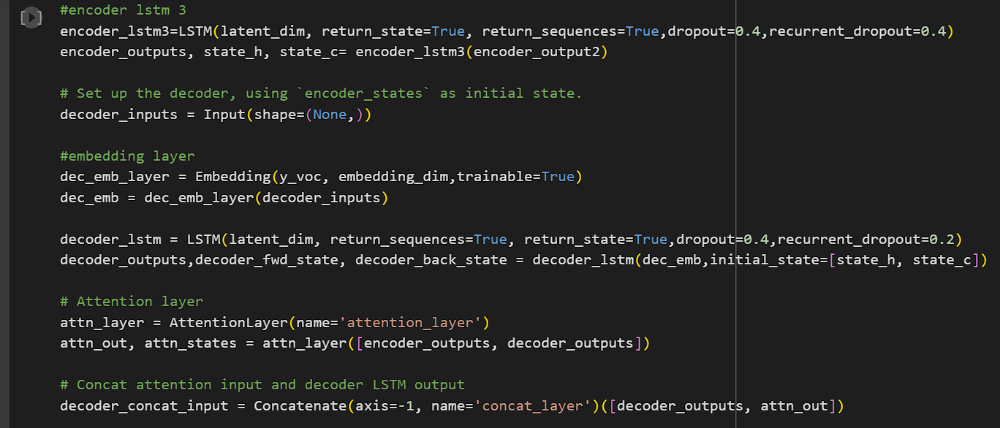 #encoder lstm 3
encoder_lstm3=LSTM(latent_dim, return_state=True, return_sequences=True,dropout=0.4,recurrent_dropout=0.4)
encoder_outputs, state_h, state_c= encoder_lstm3(encoder_output2)
# Set up the decoder, using `encoder_states` as initial state.
decoder_inputs = Input(shape=(None,))
#embedding layer
dec_emb_layer = Embedding(y_voc, embedding_dim,trainable=True)
dec_emb = dec_emb_layer(decoder_inputs)
decoder_lstm = LSTM(latent_dim, return_sequences=True, return_state=True,dropout=0.4,recurrent_dropout=0.2)
decoder_outputs,decoder_fwd_state, decoder_back_state = decoder_lstm(dec_emb,initial_state=[state_h, state_c])
# Attention layer
attn_layer = AttentionLayer(name='attention_layer')
attn_out, attn_states = attn_layer([encoder_outputs, decoder_outputs])
# Concat attention input and decoder LSTM output
decoder_concat_input = Concatenate(axis=-1, name='concat_layer')([decoder_outputs, attn_out])